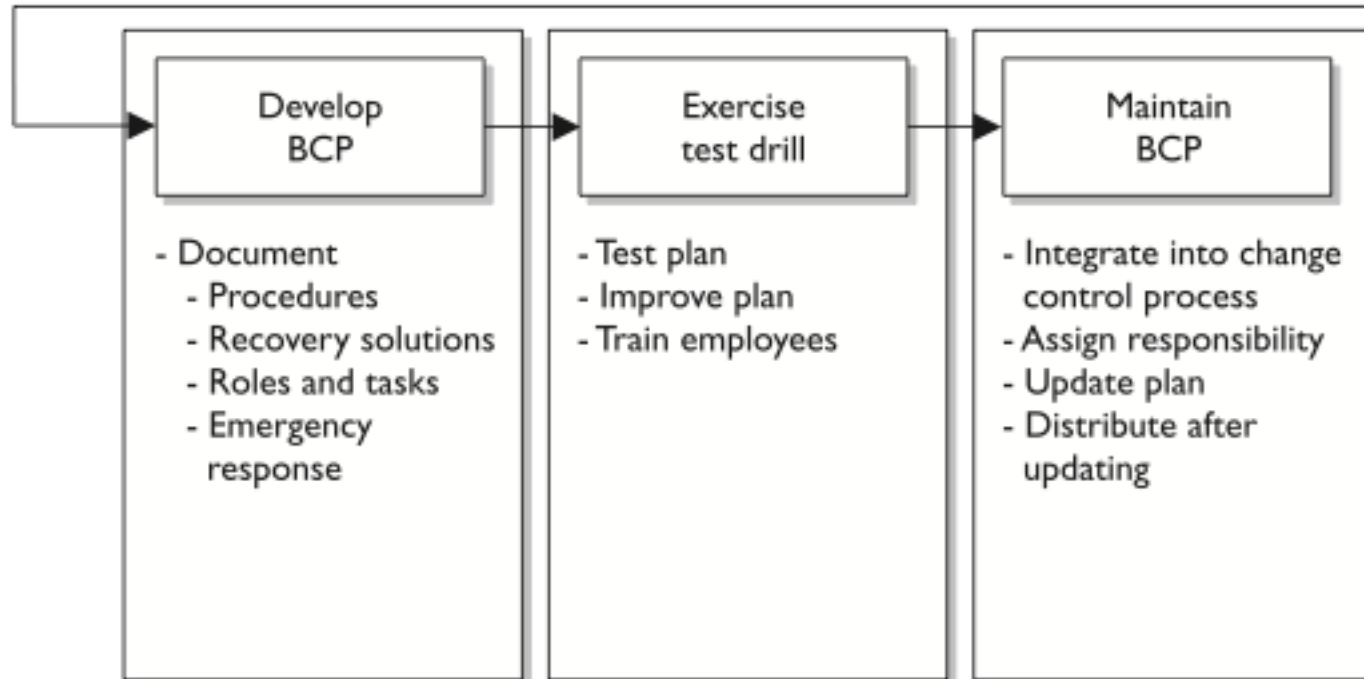 Develop
BCP
- Document
- Procedures
- Recovery solutions
- Roles and tasks
- Emergency
response
Exercise
test drill
- Test plan
- Improve plan
- Train employees
Maintain
BCP
- Integrate into change
control process
- Assign responsibility
- Update plan
- Distribute after
updating